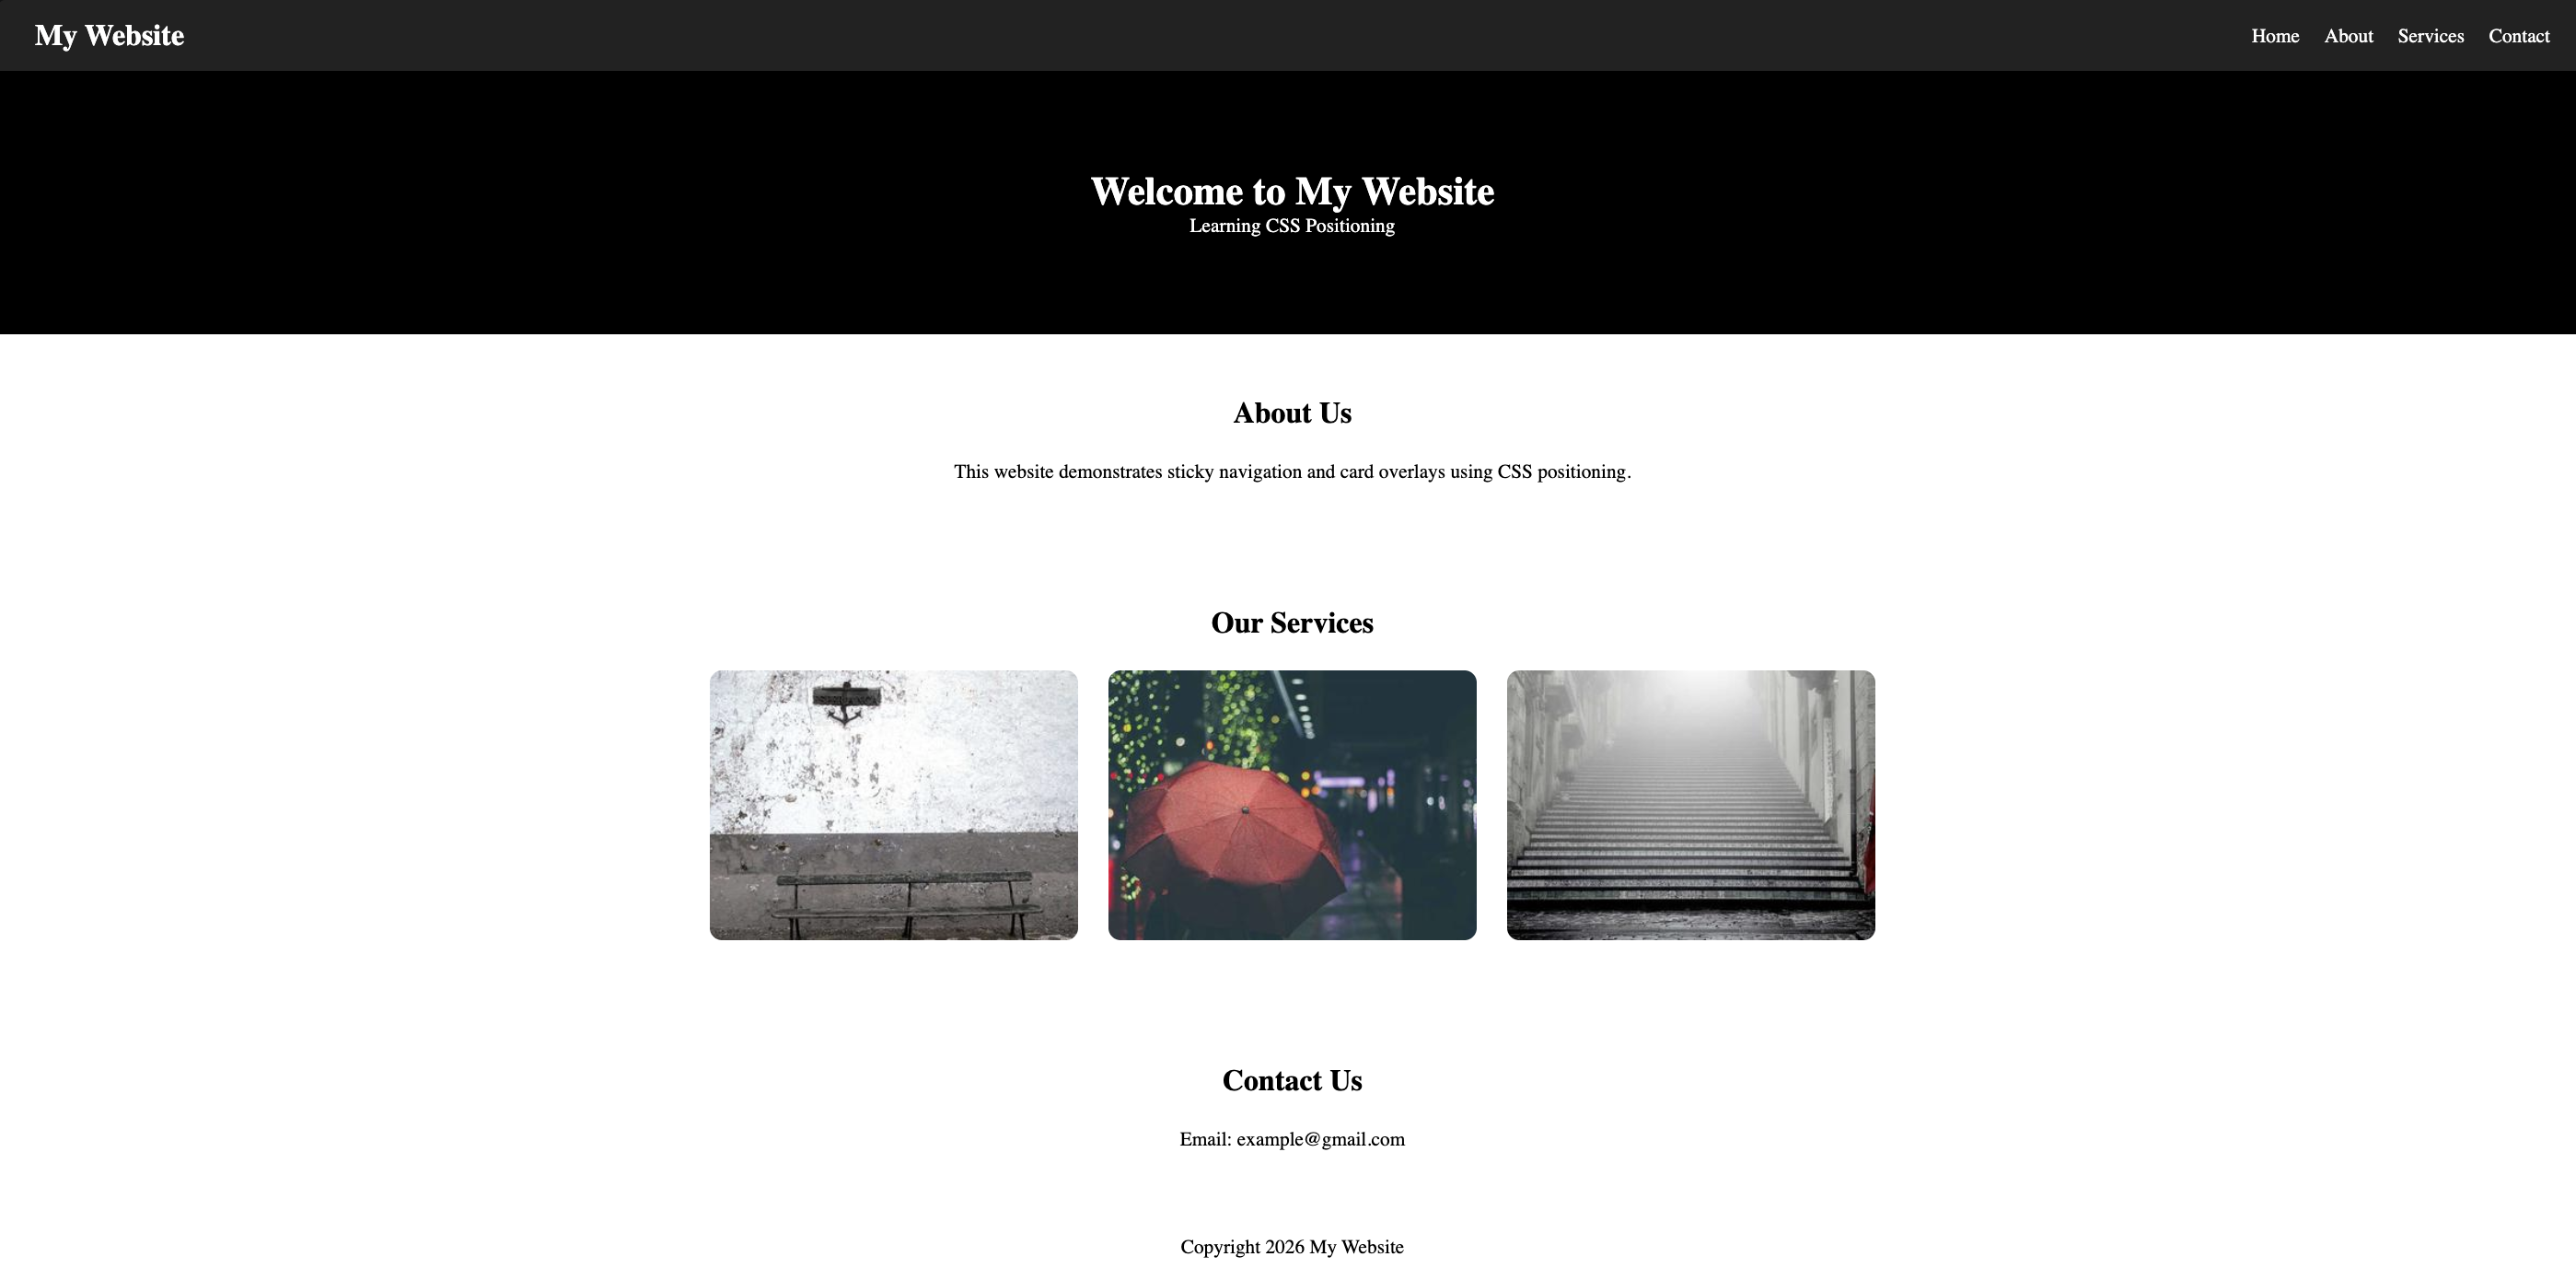 My Website
Home About Services Contact
Welcome to My Website
Learning CSS Positioning
About Us
This website demonstrates sticky navigation and card overlays using CSS positioning.
Our Services
Contact Us
Email: example@gmail.com
Copyright 2026 My Website